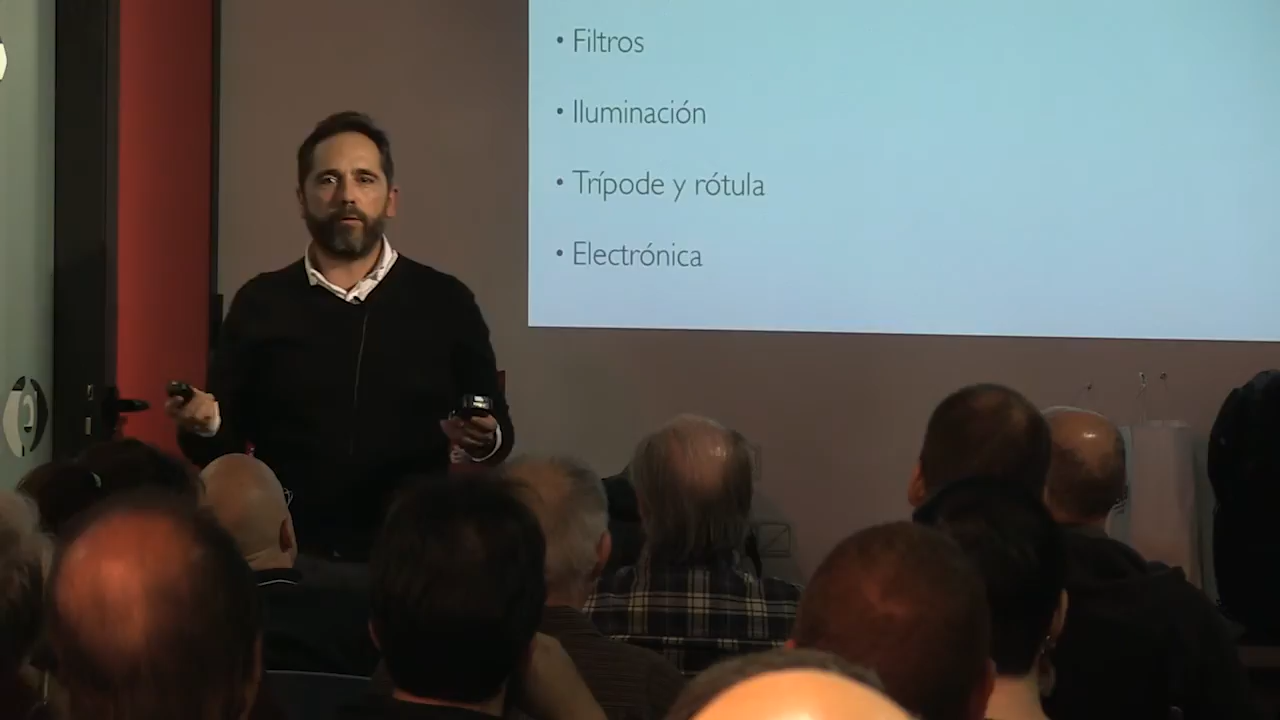 • Filtros
• Iluminación
• Trípode y rótula
• Electrónica